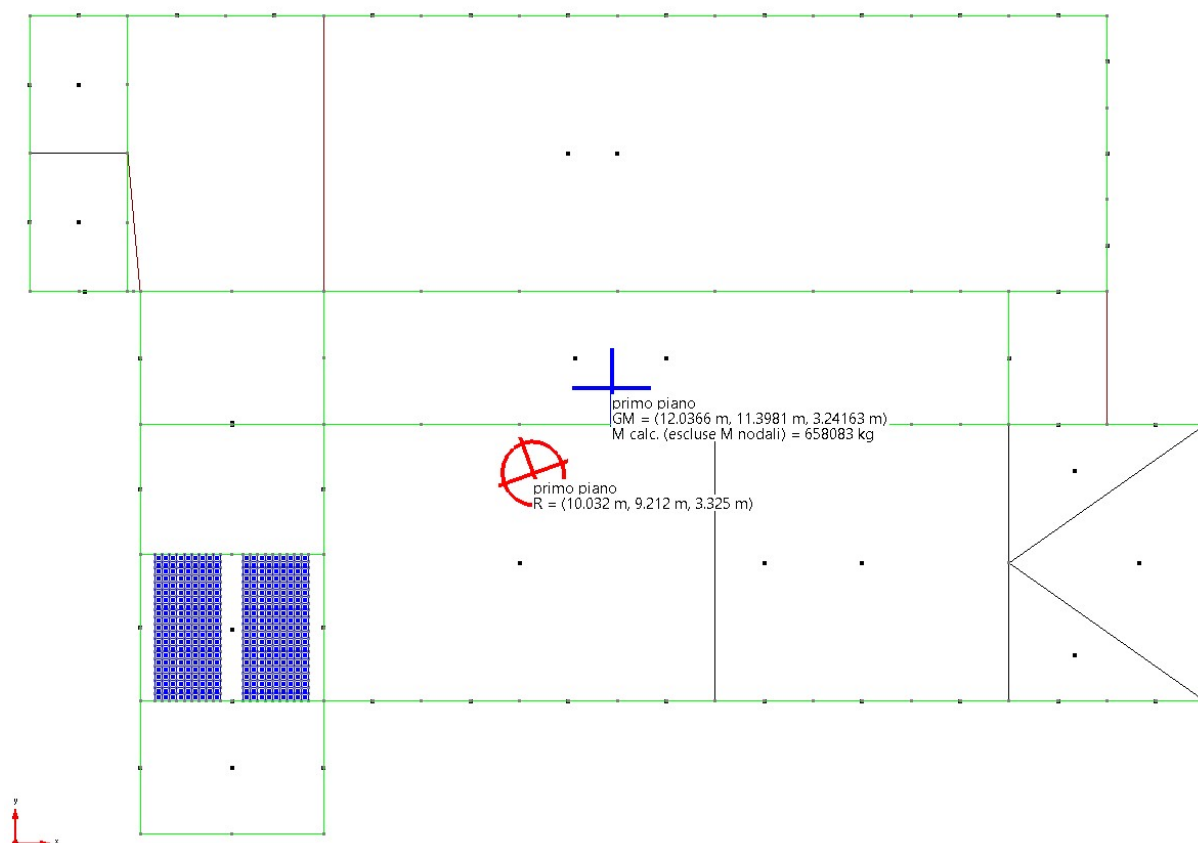 primo piano
GM = (12.0366 m, 11.3981 m, 3.24163 m)
M calc. (escluse M nodali) = 658083 kg
primo piano
R = (10.032 m, 9.212 m, 3.325 m)
y
x